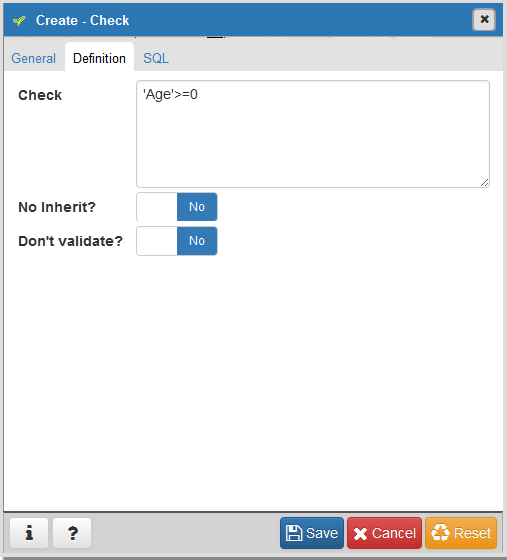 Create - Check
General Definition SQL
Check 'Age'>=0
No Inherit? No
Don't validate? No
i ? Save Cancel Reset